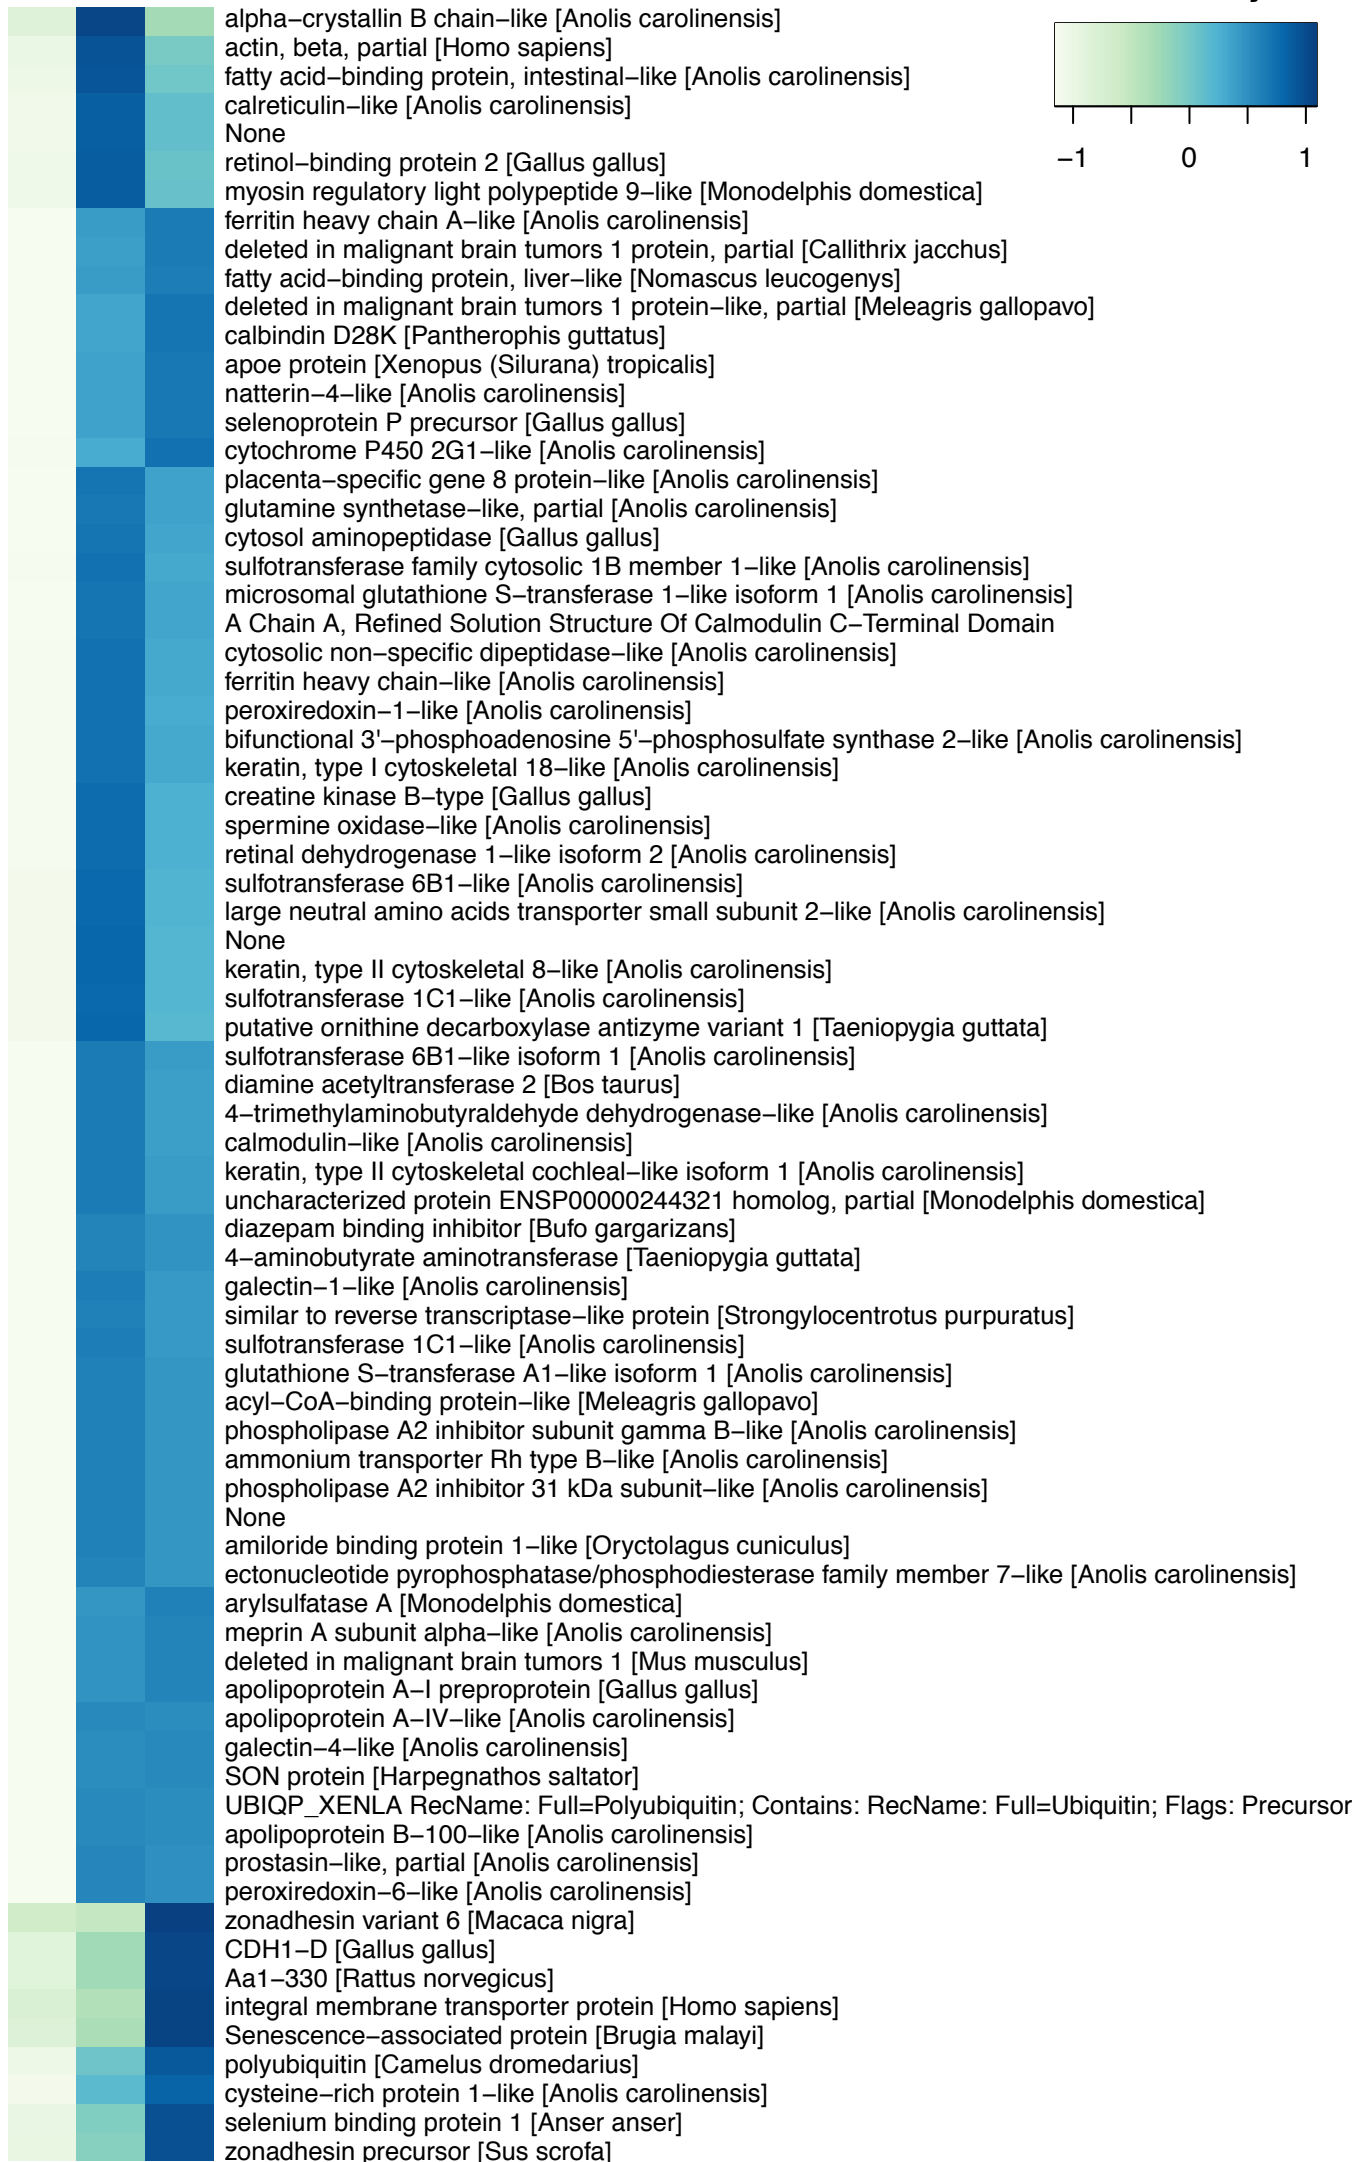 alpha−crystallin B chain−like [Anolis carolinensis]
actin, beta, partial [Homo sapiens]
fatty acid−binding protein, intestinal−like [Anolis carolinensis]
calreticulin−like [Anolis carolinensis]
None
retinol−binding protein 2 [Gallus gallus]
−1 0 1
myosin regulatory light polypeptide 9−like [Monodelphis domestica]
ferritin heavy chain A−like [Anolis carolinensis]
deleted in malignant brain tumors 1 protein, partial [Callithrix jacchus]
fatty acid−binding protein, liver−like [Nomascus leucogenys]
deleted in malignant brain tumors 1 protein−like, partial [Meleagris gallopavo]
calbindin D28K [Pantherophis guttatus]
apoe protein [Xenopus (Silurana) tropicalis]
natterin−4−like [Anolis carolinensis]
selenoprotein P precursor [Gallus gallus]
cytochrome P450 2G1−like [Anolis carolinensis]
placenta−specific gene 8 protein−like [Anolis carolinensis]
glutamine synthetase−like, partial [Anolis carolinensis]
cytosol aminopeptidase [Gallus gallus]
sulfotransferase family cytosolic 1B member 1−like [Anolis carolinensis]
microsomal glutathione S−transferase 1−like isoform 1 [Anolis carolinensis]
A Chain A, Refined Solution Structure Of Calmodulin C−Terminal Domain
cytosolic non−specific dipeptidase−like [Anolis carolinensis]
ferritin heavy chain−like [Anolis carolinensis]
peroxiredoxin−1−like [Anolis carolinensis]
bifunctional 3'−phosphoadenosine 5'−phosphosulfate synthase 2−like [Anolis carolinensis]
keratin, type I cytoskeletal 18−like [Anolis carolinensis]
creatine kinase B−type [Gallus gallus]
spermine oxidase−like [Anolis carolinensis]
retinal dehydrogenase 1−like isoform 2 [Anolis carolinensis]
sulfotransferase 6B1−like [Anolis carolinensis]
large neutral amino acids transporter small subunit 2−like [Anolis carolinensis]
None
keratin, type II cytoskeletal 8−like [Anolis carolinensis]
sulfotransferase 1C1−like [Anolis carolinensis]
putative ornithine decarboxylase antizyme variant 1 [Taeniopygia guttata]
sulfotransferase 6B1−like isoform 1 [Anolis carolinensis]
diamine acetyltransferase 2 [Bos taurus]
4−trimethylaminobutyraldehyde dehydrogenase−like [Anolis carolinensis]
calmodulin−like [Anolis carolinensis]
keratin, type II cytoskeletal cochleal−like isoform 1 [Anolis carolinensis]
uncharacterized protein ENSP00000244321 homolog, partial [Monodelphis domestica]
diazepam binding inhibitor [Bufo gargarizans]
4−aminobutyrate aminotransferase [Taeniopygia guttata]
galectin−1−like [Anolis carolinensis]
similar to reverse transcriptase−like protein [Strongylocentrotus purpuratus]
sulfotransferase 1C1−like [Anolis carolinensis]
glutathione S−transferase A1−like isoform 1 [Anolis carolinensis]
acyl−CoA−binding protein−like [Meleagris gallopavo]
phospholipase A2 inhibitor subunit gamma B−like [Anolis carolinensis]
ammonium transporter Rh type B−like [Anolis carolinensis]
phospholipase A2 inhibitor 31 kDa subunit−like [Anolis carolinensis]
None
amiloride binding protein 1−like [Oryctolagus cuniculus]
ectonucleotide pyrophosphatase/phosphodiesterase family member 7−like [Anolis carolinensis]
arylsulfatase A [Monodelphis domestica]
meprin A subunit alpha−like [Anolis carolinensis]
deleted in malignant brain tumors 1 [Mus musculus]
apolipoprotein A−I preproprotein [Gallus gallus]
apolipoprotein A−IV−like [Anolis carolinensis]
galectin−4−like [Anolis carolinensis]
SON protein [Harpegnathos saltator]
UBIQP_XENLA RecName: Full=Polyubiquitin; Contains: RecName: Full=Ubiquitin; Flags: Precursor
apolipoprotein B−100−like [Anolis carolinensis]
prostasin−like, partial [Anolis carolinensis]
peroxiredoxin−6−like [Anolis carolinensis]
zonadhesin variant 6 [Macaca nigra]
CDH1−D [Gallus gallus]
Aa1−330 [Rattus norvegicus]
integral membrane transporter protein [Homo sapiens]
Senescence−associated protein [Brugia malayi]
polyubiquitin [Camelus dromedarius]
cysteine−rich protein 1−like [Anolis carolinensis]
selenium binding protein 1 [Anser anser]
zonadhesin precursor [Sus scrofa]